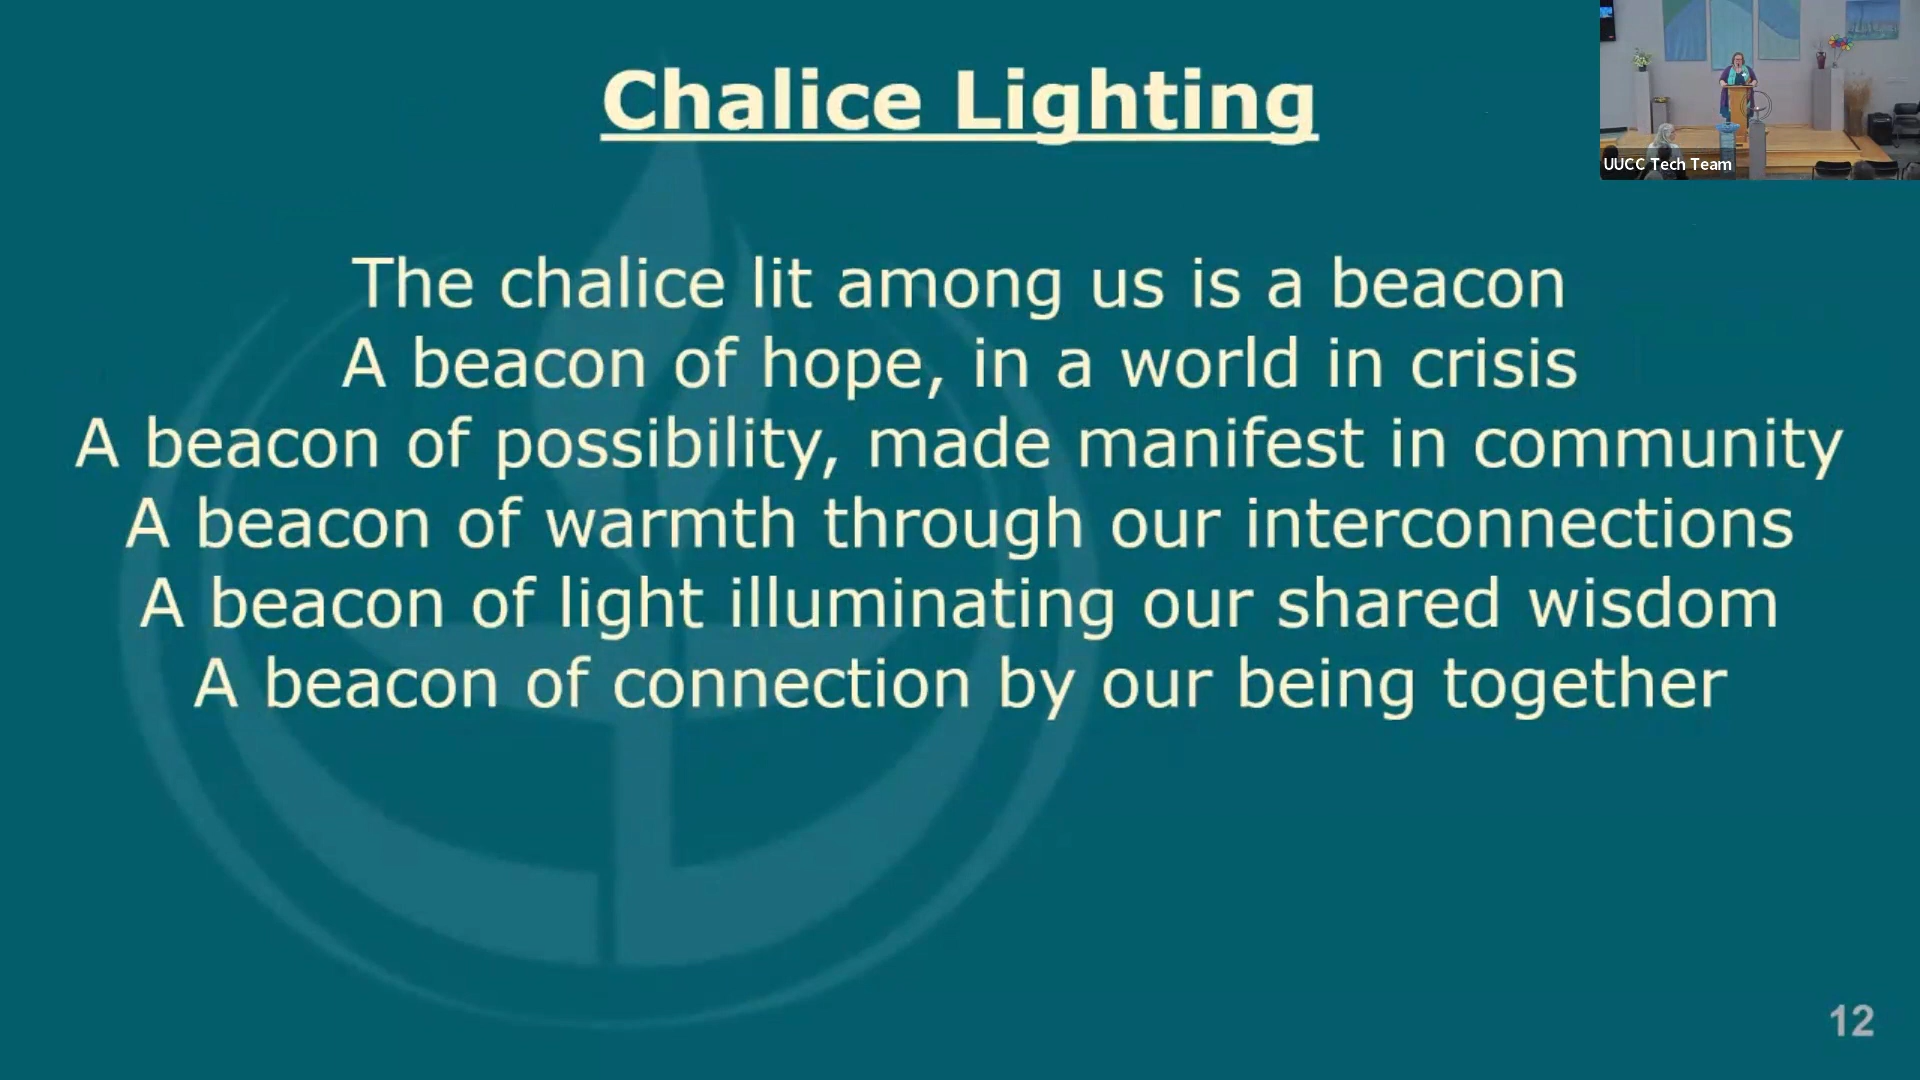 Chalice Lighting
UUCC Tech Team
The chalice lit among us is a beacon
A beacon of hope, in a world in crisis
A beacon of possibility, made manifest in community
A beacon of warmth through our interconnections
A beacon of light illuminating our shared wisdom
A beacon of connection by our being together
12